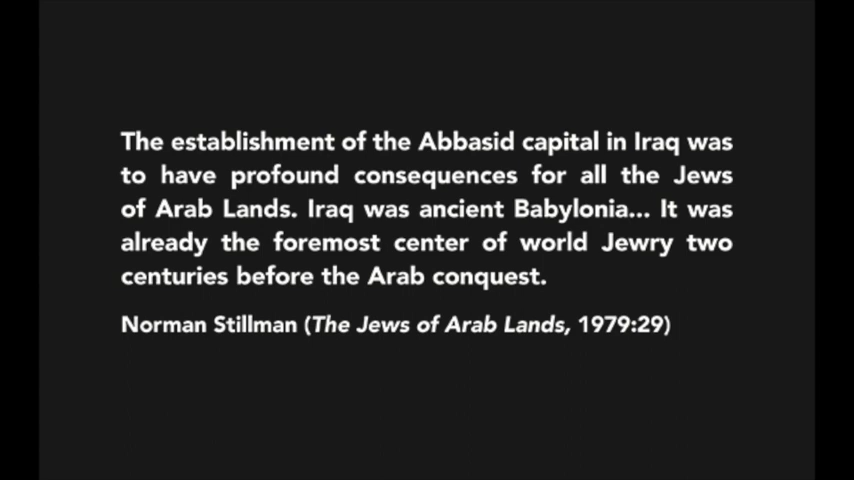 The establishment of the Abbasid capital in Iraq was
to have profound consequences for all the Jews
of Arab Lands. Iraq was ancient Babylonia... It was
already the foremost center of world Jewry two
centuries before the Arab conquest.
Norman Stillman (The Jews of Arab Lands, 1979:29)